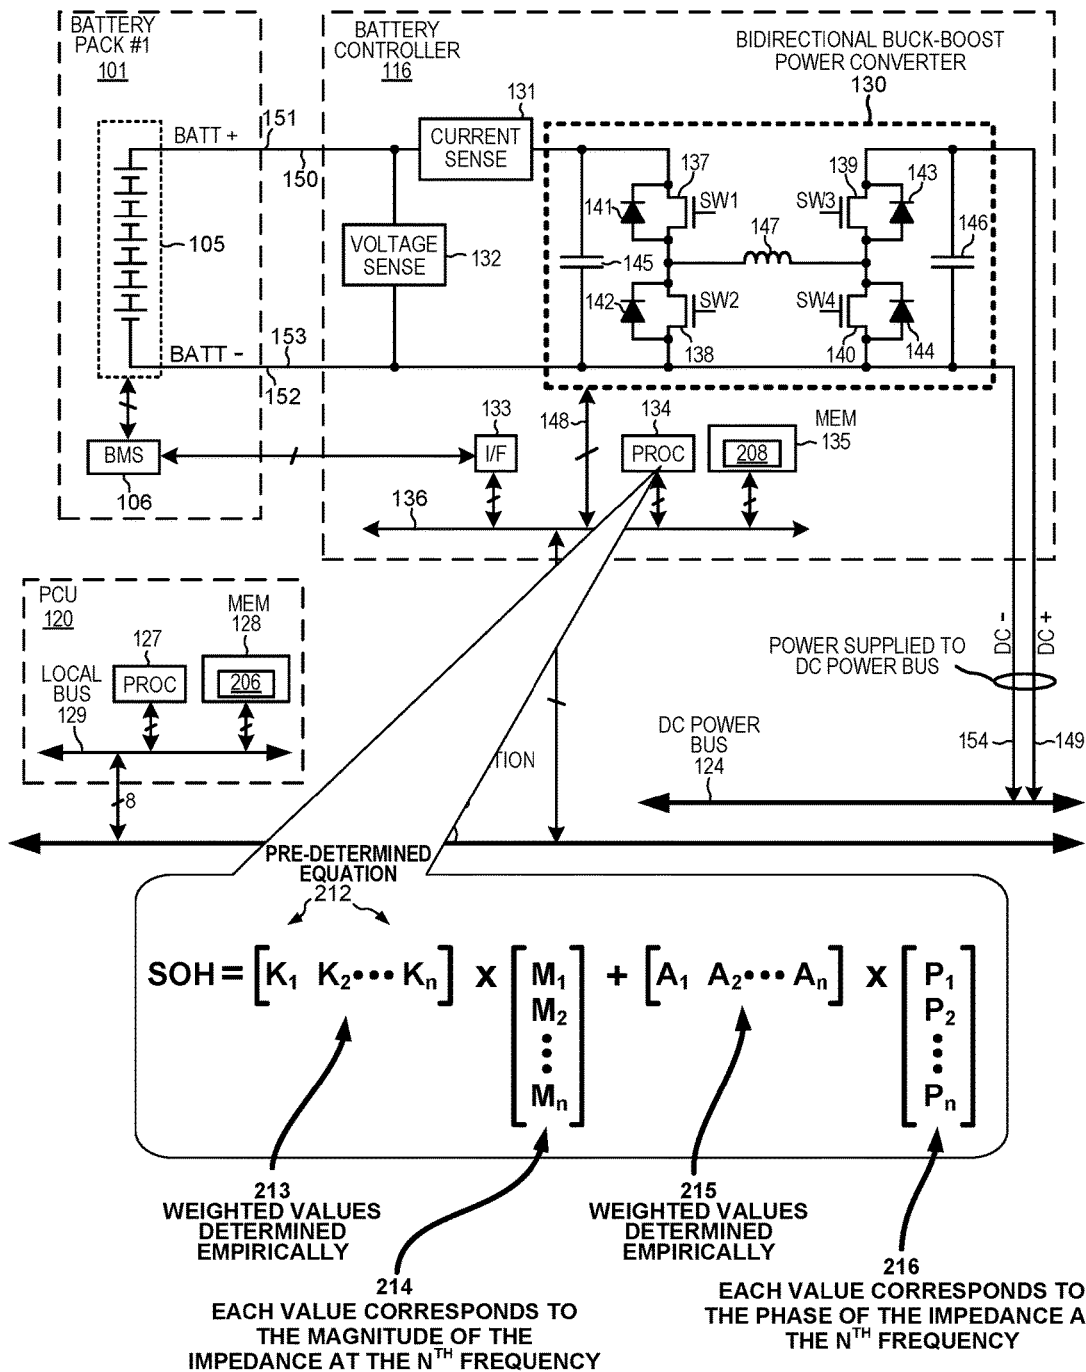 BATTERY
PACK #1
101
BATTERY
CONTROLLER
116
BIDIRECTIONAL BUCK-BOOST
POWER CONVERTER
130
131
CURRENT
SENSE
BATT +
151
150
105
VOLTAGE
SENSE
132
137
139
143
141
SW1
SW3
147
146
145
142
SW2
SW4
138
140
144
BATT -
153
152
148
133
I/F
134
PROC
MEM
135
208
BMS
106
136
PCU
120
MEM
128
127
PROC
206
LOCAL
BUS
129
8
TION
DC -
DC +
POWER SUPPLIED TO
DC POWER BUS
DC POWER
BUS
124
154
149
PRE-DETERMINED
EQUATION
212
SOH = [K1 K2••• Kn] x [M1 M2 ••• Mn] + [A1 A2••• An] x [P1 P2 ••• Pn]
213
WEIGHTED VALUES
DETERMINED
EMPIRICALLY
215
WEIGHTED VALUES
DETERMINED
EMPIRICALLY
214
EACH VALUE CORRESPONDS TO
THE MAGNITUDE OF THE
IMPEDANCE AT THE NTH FREQUENCY
216
EACH VALUE CORRESPONDS TO
THE PHASE OF THE IMPEDANCE A
THE NTH FREQUENCY